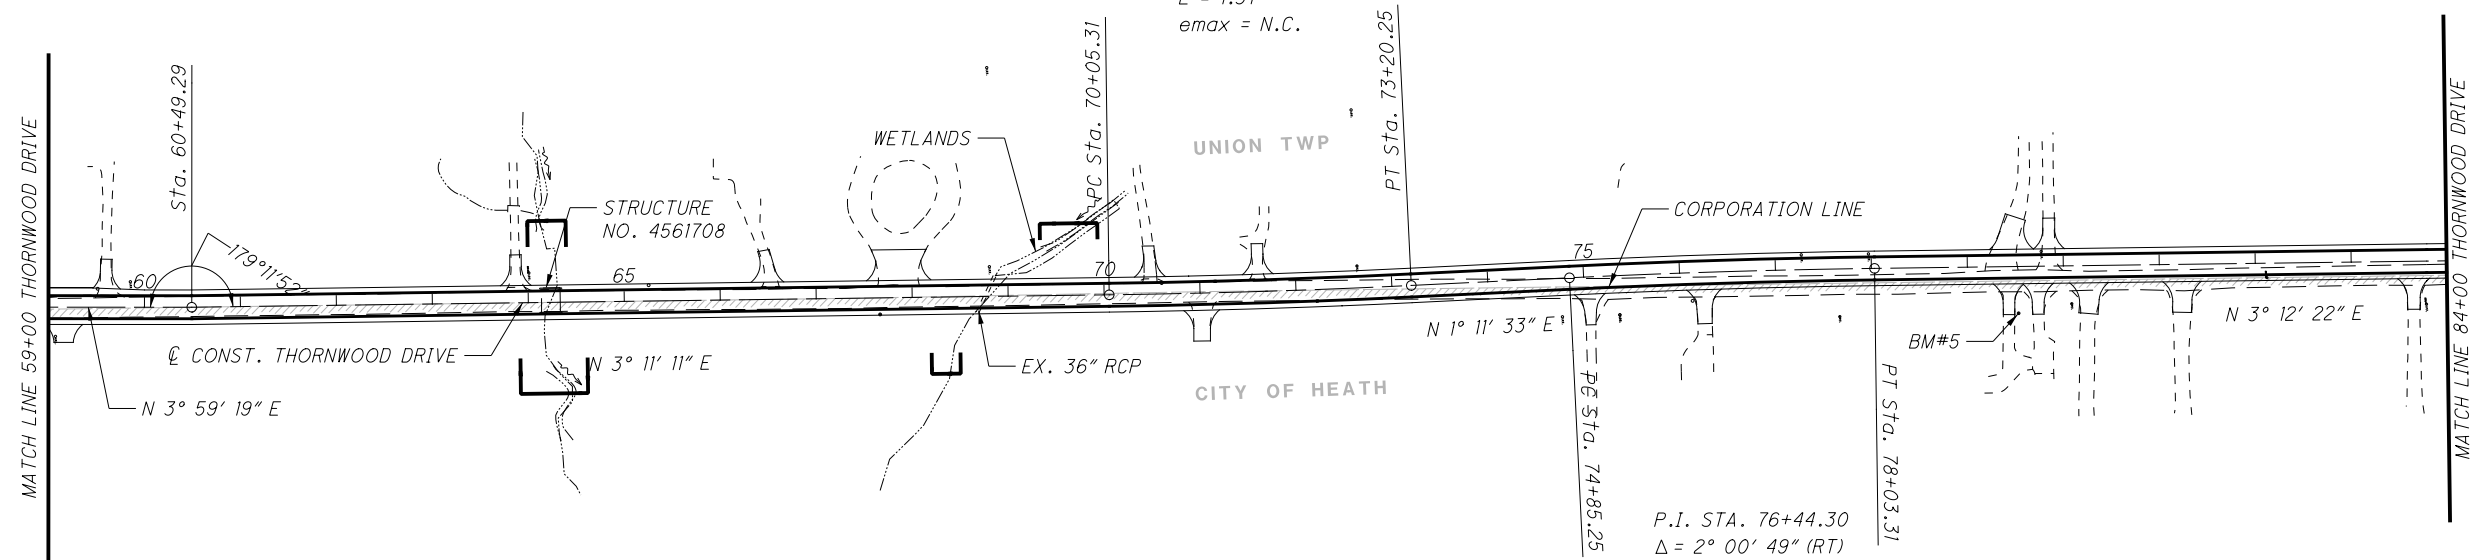 emax = N.C.
MATCH LINE 59+00 THORNWOOD DRIVE
Sta. 60+49.29
179°11'52"
60
STRUCTURE
NO. 4561708
65
WETLANDS
PC Sta. 70+05.31
70
UNION TWP
PT Sta. 73+20.25
75
CORPORATION LINE
N 3° 59' 19" E
℄ CONST. THORNWOOD DRIVE
N 3° 11' 11" E
EX. 36" RCP
CITY OF HEATH
N 1° 11' 33" E
PC Sta. 74+85.25
P.I. STA. 76+44.30
Δ = 2° 00' 49" (RT)
PT Sta. 78+03.31
BM#5
N 3° 12' 22" E
MATCH LINE 84+00 THORNWOOD DRIVE